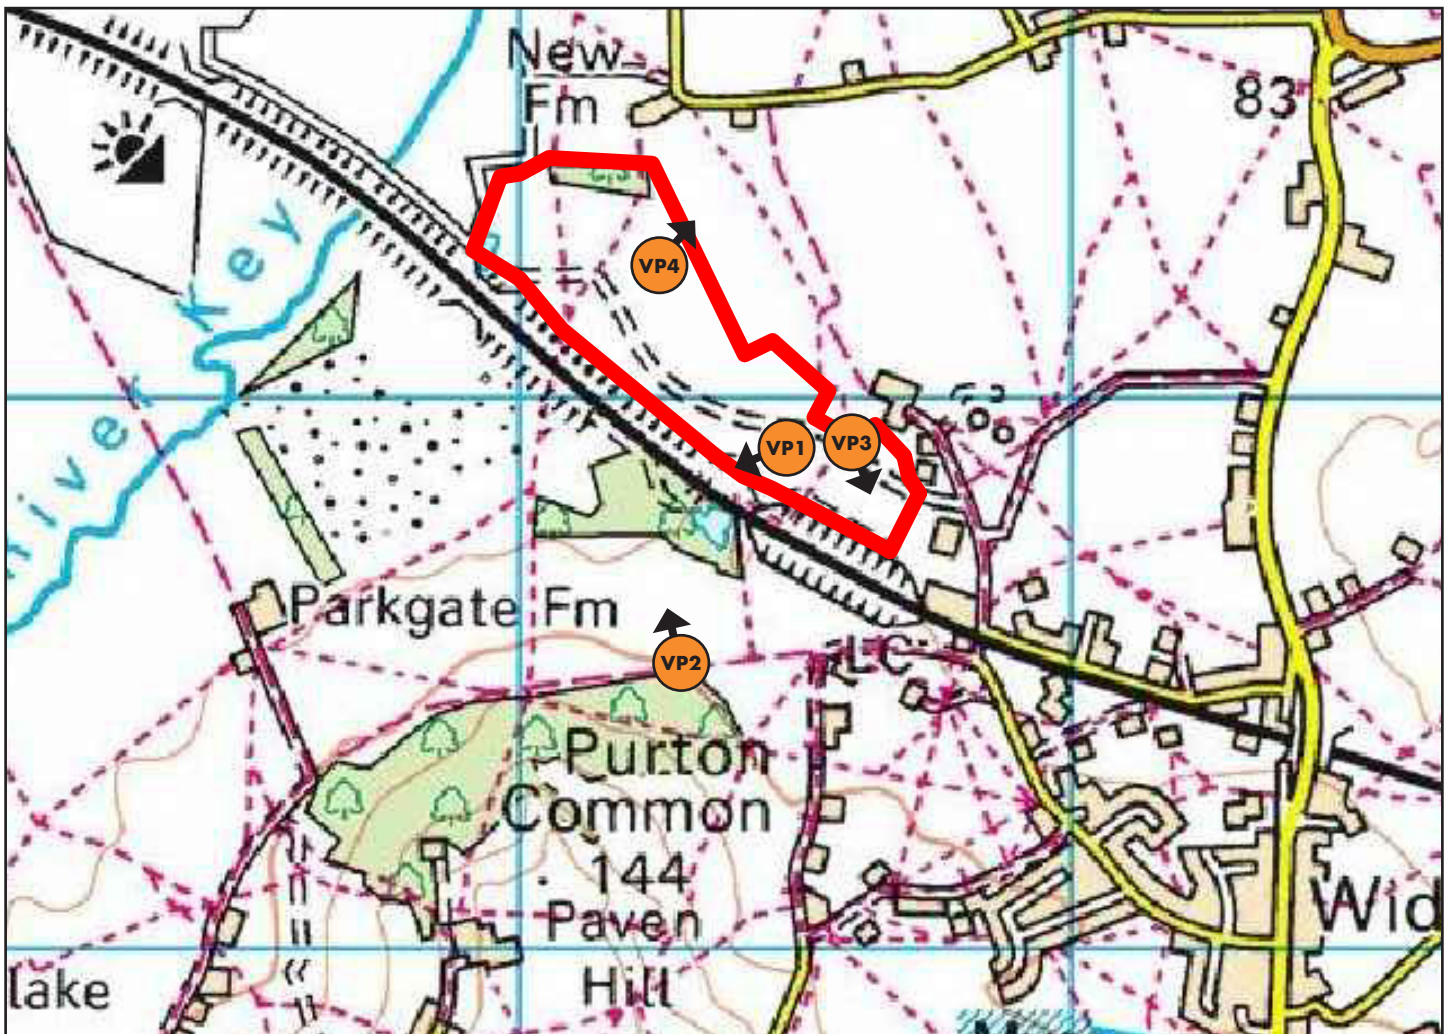 New
Fm
83
VP4
River Key
VP1
VP3
Parkgate Fm
VP2
LC
Purton
Common
144
Paven
Hill
Wid
lake